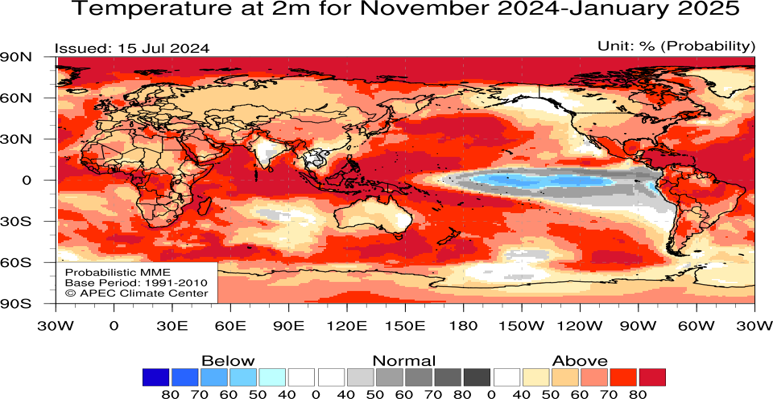 Temperature at 2m for November 2024-January 2025
Issued: 15 Jul 2024
Unit: % (Probability)
90N
60N
30N
0
30S
60S
90S
Probabilistic MME
Base Period: 1991-2010
© APEC Climate Center
30W 0 30E 60E 90E 120E 150E 180 150W 120W 90W 60W 30W
Below Normal Above
80 70 60 50 40 0 40 50 60 70 80 0 40 50 60 70 80